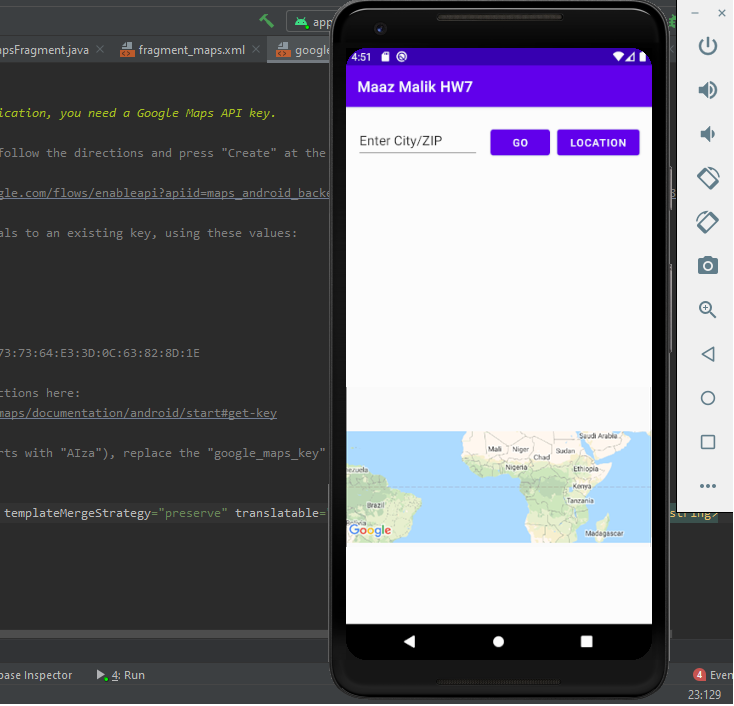 app
apsFragment.java
fragment_maps.xml
google
ication, you need a Google Maps API key.
follow the directions and press "Create" at the
gle.com/flows/enableapi?apiid=maps_android_backe
als to an existing key, using these values:
73:73:64:E3:3D:0C:63:82:8D:1E
ctions here:
maps/documentation/android/start#get-key
rts with "AIza"), replace the "google_maps_key"
templateMergeStrategy="preserve" translatable=
string>
base Inspector
4: Run
4 Even
23:129
4:51
Maaz Malik HW7
Enter City/ZIP
GO
LOCATION
Saudi Arabia
Mali
Niger
Chad
Sudan
Nigeria
Ethiopia
Kenya
Tanzania
Madagascar
ezuela
Brazil
Bolivia
Google